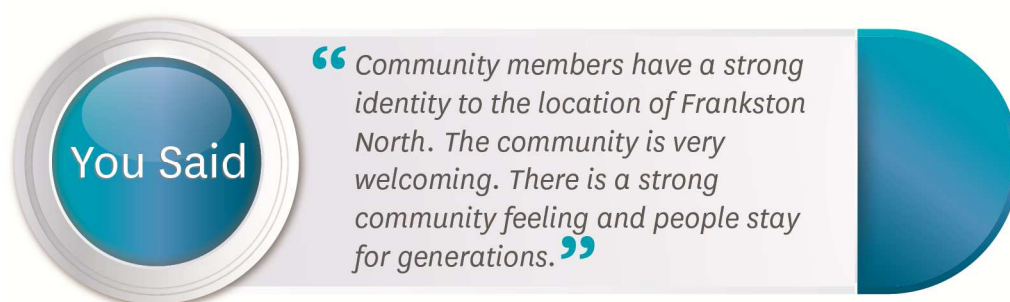 You Said
“ Community members have a strong
identity to the location of Frankston
North. The community is very
welcoming. There is a strong
community feeling and people stay
for generations. ”